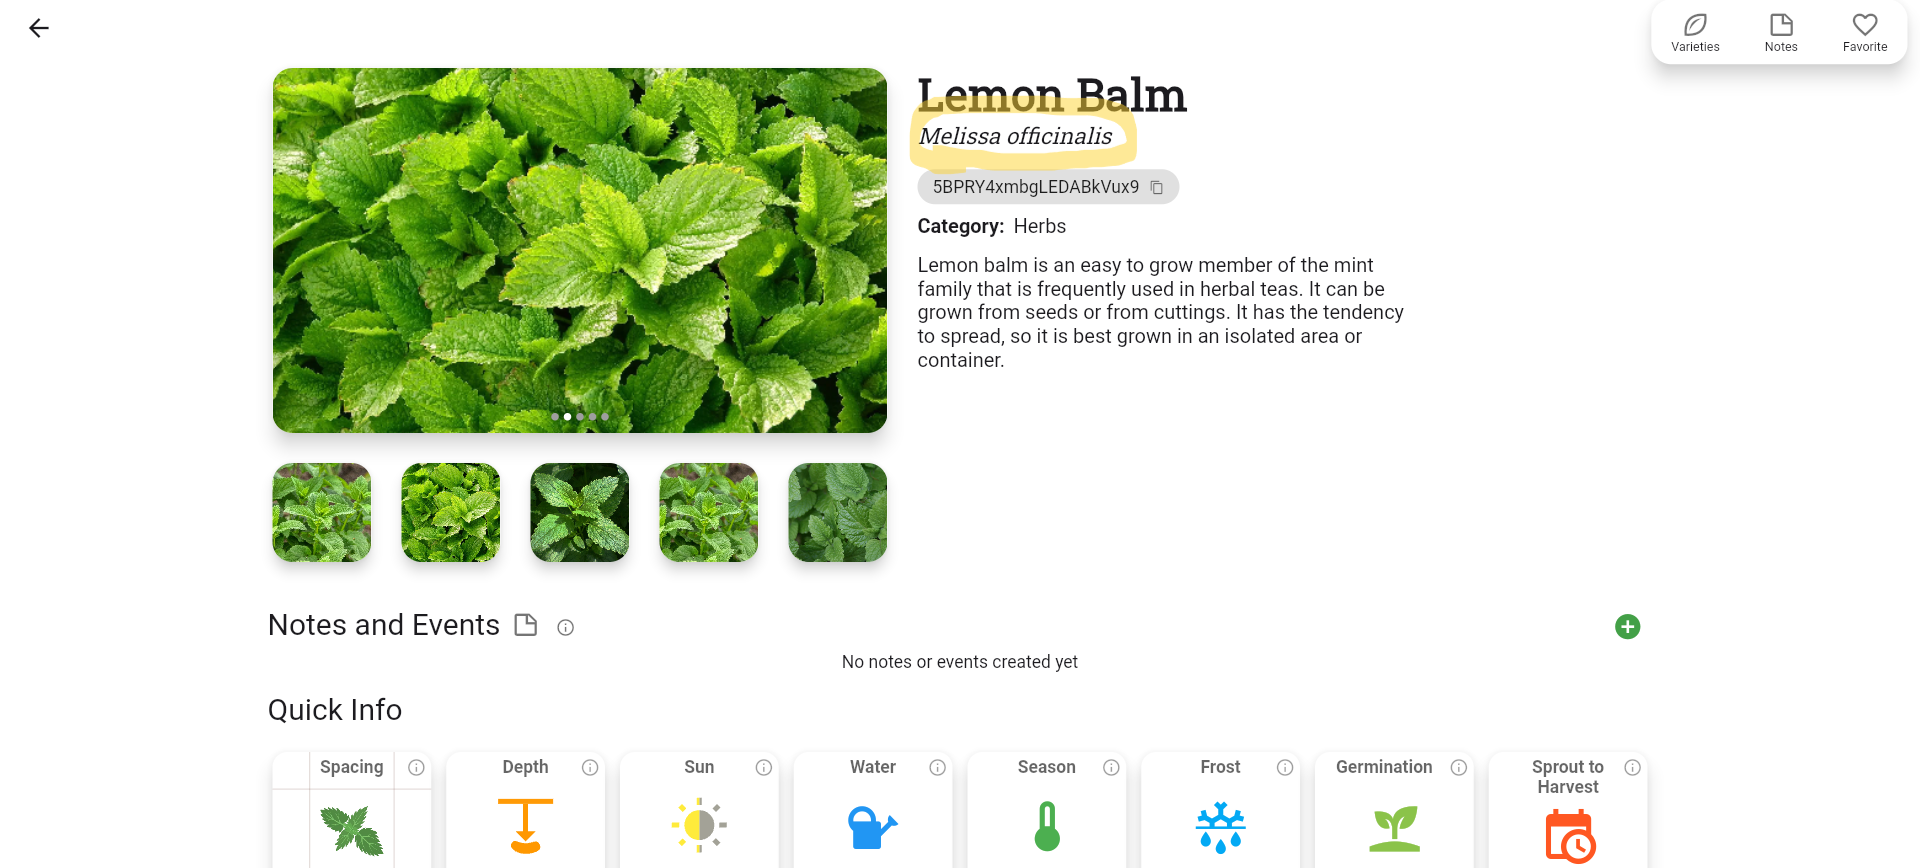 Varieties
Notes
Favorite
Lemon Balm
Melissa officinalis
5BPRY4xmbgLEDABkVux9
Category: Herbs
Lemon balm is an easy to grow member of the mint
family that is frequently used in herbal teas. It can be
grown from seeds or from cuttings. It has the tendency
to spread, so it is best grown in an isolated area or
container.
Notes and Events
No notes or events created yet
Quick Info
Spacing
Depth
Sun
Water
Season
Frost
Germination
Sprout to
Harvest